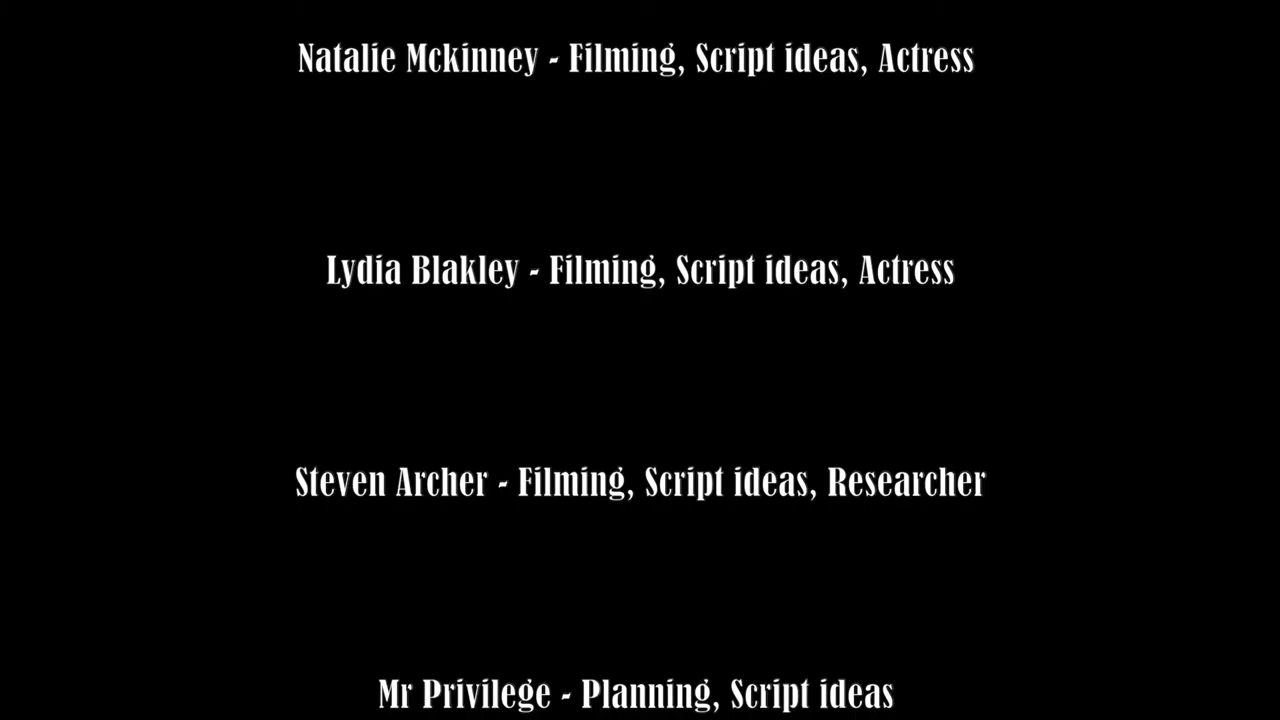 Natalie Mckinney - Filming, Script ideas, Actress
Lydia Blakley - Filming, Script ideas, Actress
Steven Archer - Filming, Script ideas, Researcher
Mr Privilege - Planning, Script ideas